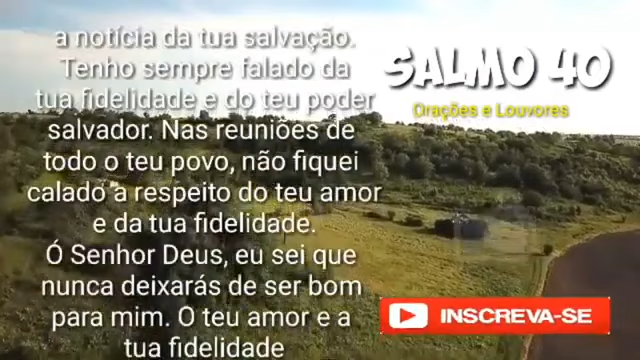 a notícia da tua salvação.
Tenho sempre falado da
tua fidelidade e do teu poder
salvador. Nas reuniões de
todo o teu povo, não fiquei
calado a respeito do teu amor
e da tua fidelidade.
Ó Senhor Deus, eu sei que
nunca deixarás de ser bom
para mim. O teu amor e a
tua fidelidade
SALMO 40
Orações e Louvores
INSCREVA-SE